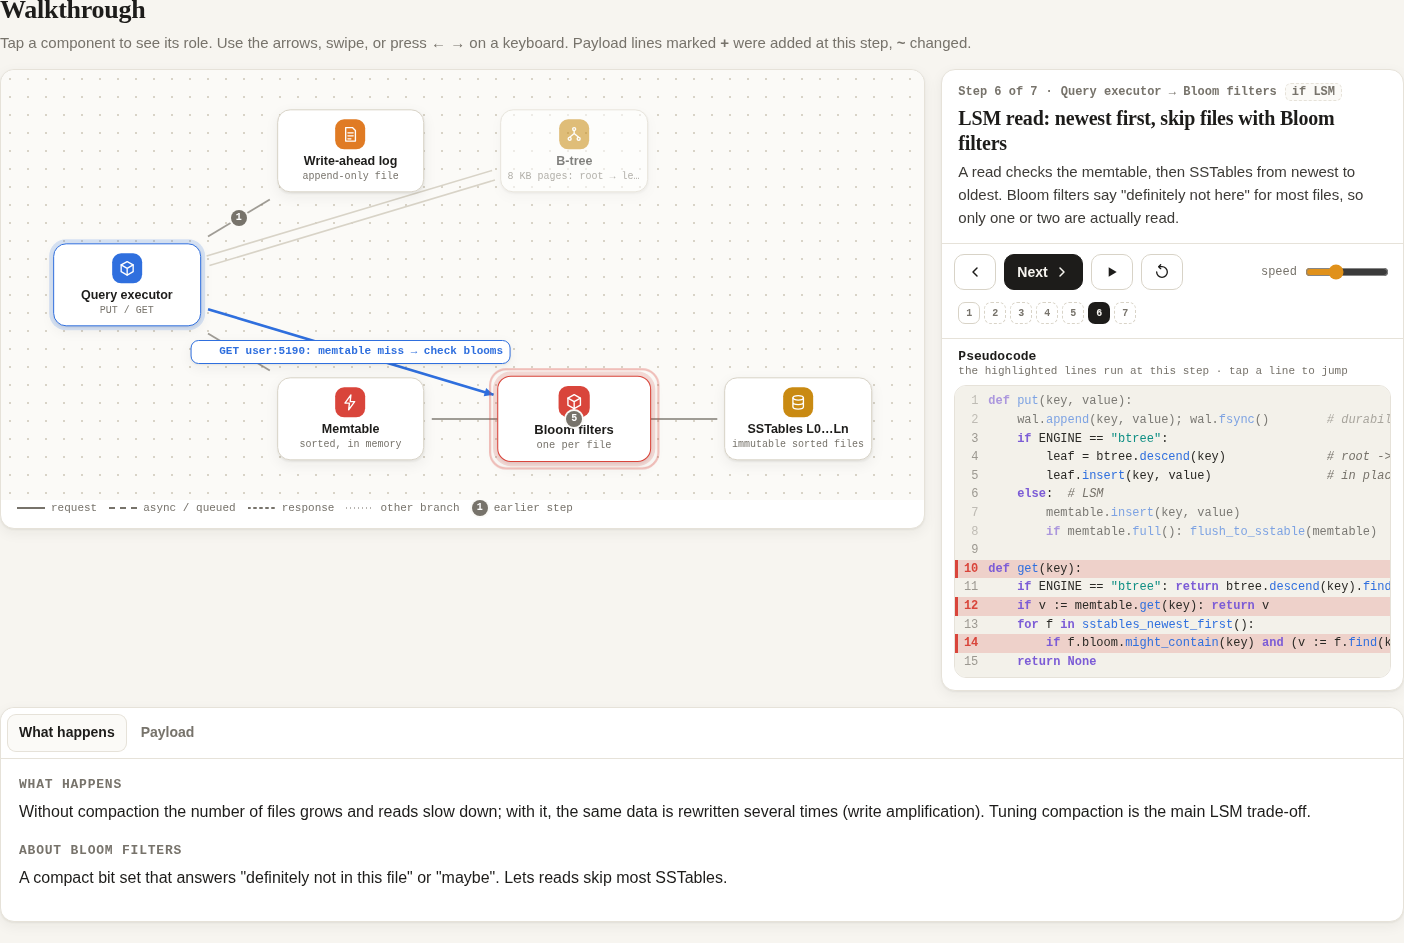 Walkthrough
Tap a component to see its role. Use the arrows, swipe, or press ← → on a keyboard. Payload lines marked + were added at this step, ~ changed.
Write-ahead log
append-only file
B-tree
8 KB pages: root → le…
1
Query executor
PUT / GET
GET user:5190: memtable miss → check blooms
Memtable
sorted, in memory
5
Bloom filters
one per file
SSTables L0…Ln
immutable sorted files
request
async / queued
response
other branch
1 earlier step
Step 6 of 7 · Query executor → Bloom filters if LSM
LSM read: newest first, skip files with Bloom
filters
A read checks the memtable, then SSTables from newest to
oldest. Bloom filters say "definitely not here" for most files, so
only one or two are actually read.
Next
speed
1 2 3 4 5 6 7
Pseudocode
the highlighted lines run at this step · tap a line to jump
1 def put(key, value):
2 wal.append(key, value); wal.fsync() # durabil
3 if ENGINE == "btree":
4 leaf = btree.descend(key) # root ->
5 leaf.insert(key, value) # in plac
6 else: # LSM
7 memtable.insert(key, value)
8 if memtable.full(): flush_to_sstable(memtable)
9
10 def get(key):
11 if ENGINE == "btree": return btree.descend(key).find
12 if v := memtable.get(key): return v
13 for f in sstables_newest_first():
14 if f.bloom.might_contain(key) and (v := f.find(k
15 return None
What happens
Payload
WHAT HAPPENS
Without compaction the number of files grows and reads slow down; with it, the same data is rewritten several times (write amplification). Tuning compaction is the main LSM trade-off.
ABOUT BLOOM FILTERS
A compact bit set that answers "definitely not in this file" or "maybe". Lets reads skip most SSTables.